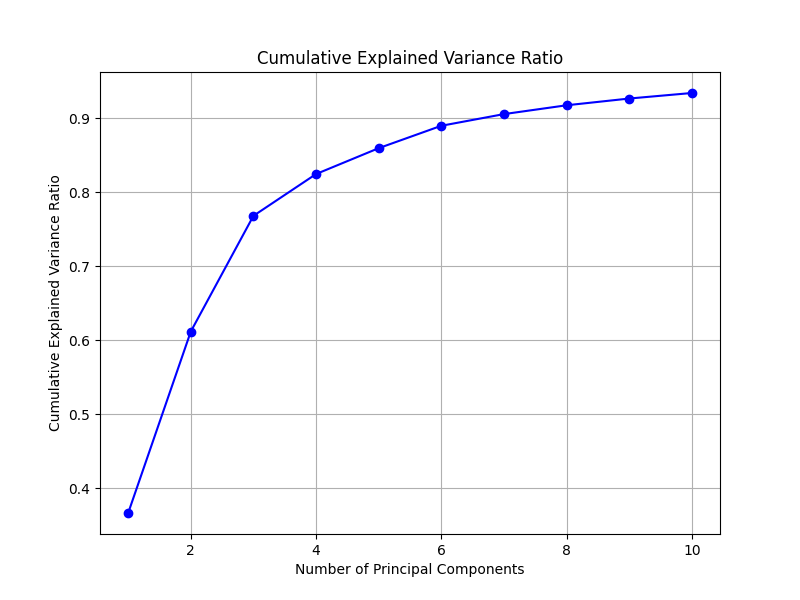 Cumulative Explained Variance Ratio
Cumulative Explained Variance Ratio
0.9
0.8
0.7
0.6
0.5
0.4
2 4 6 8 10
Number of Principal Components